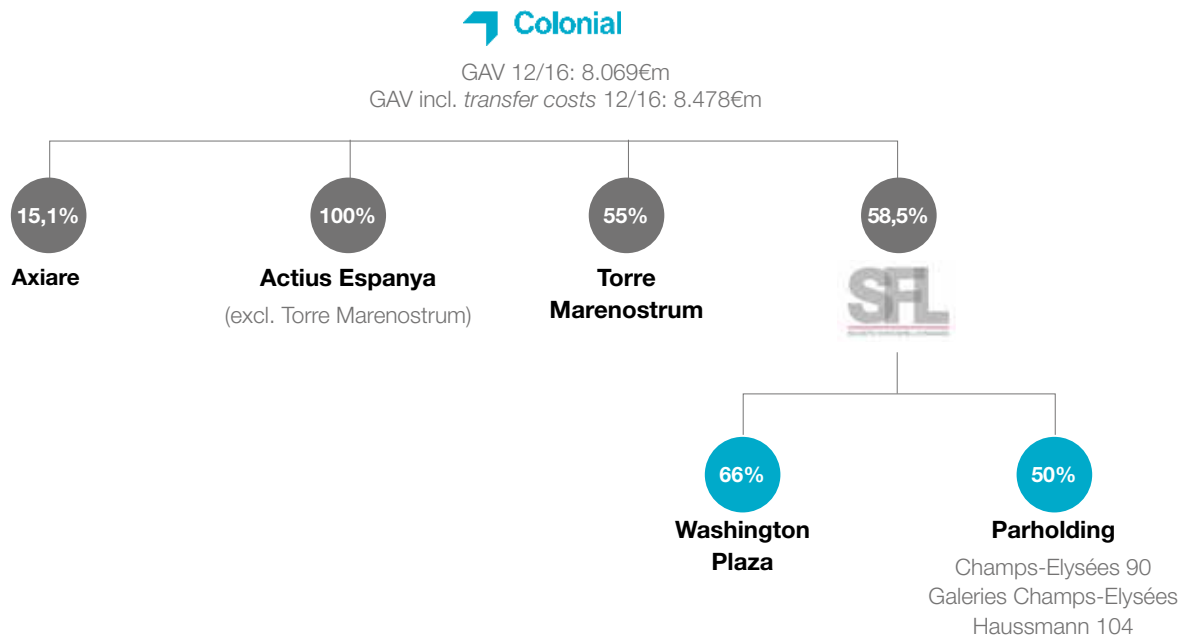 Colonial
GAV 12/16: 8.069€m
GAV incl. transfer costs 12/16: 8.478€m
15,1%
100%
55%
58,5%
Axiare
Actius Espanya
(excl. Torre Marenostrum)
Torre
Marenostrum
SFL
66%
50%
Washington
Plaza
Parholding
Champs-Elysées 90
Galeries Champs-Elysées
Haussmann 104